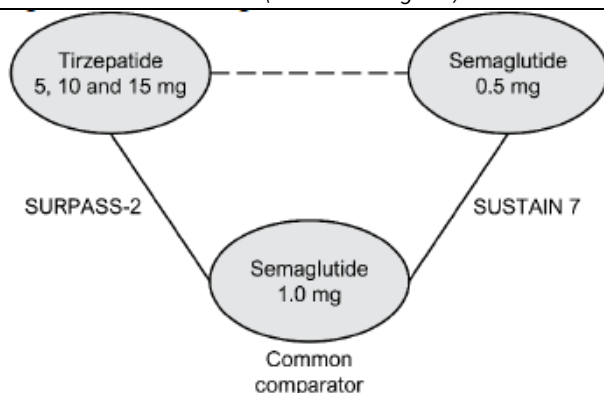 Tirzepatide
5, 10 and 15 mg
Semaglutide
0.5 mg
SURPASS-2
SUSTAIN 7
Semaglutide
1.0 mg
Common
comparator